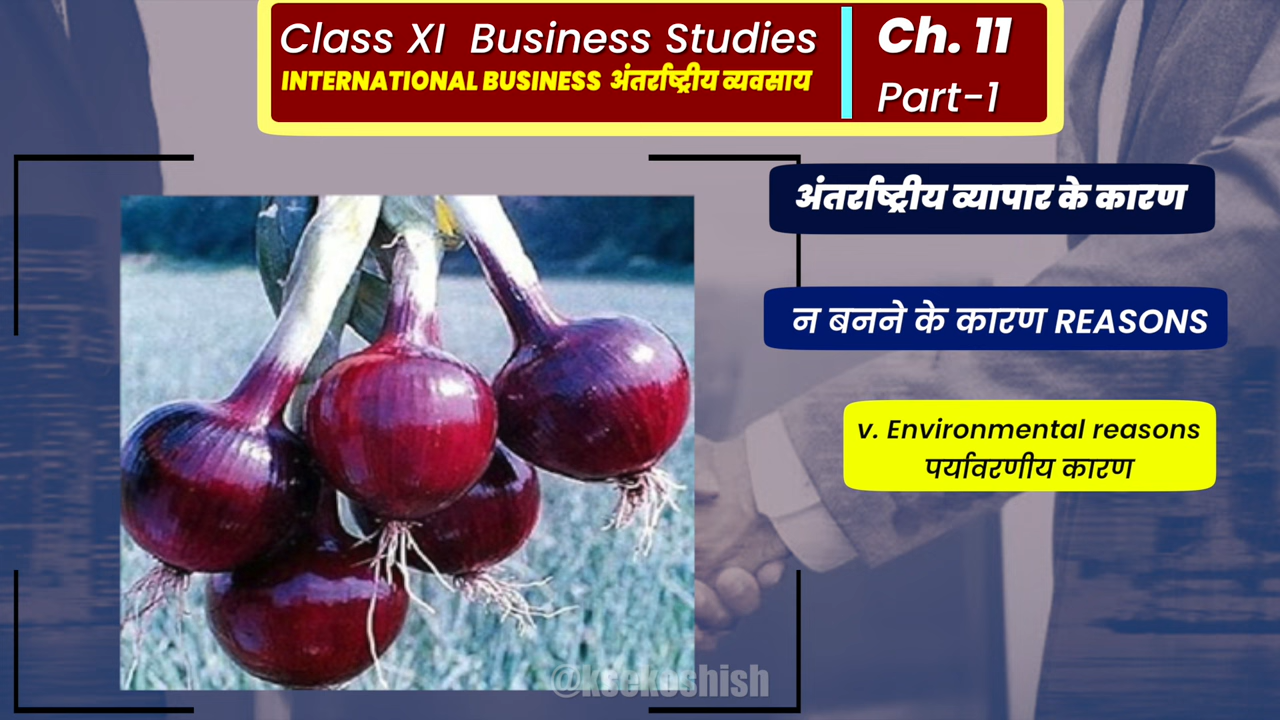 Class XI Business Studies
INTERNATIONAL BUSINESS अंतर्राष्ट्रीय व्यवसाय
Ch. 11
Part-1
अंतर्राष्ट्रीय व्यापार के कारण
न बनने के कारण REASONS
v. Environmental reasons
पर्यावरणीय कारण